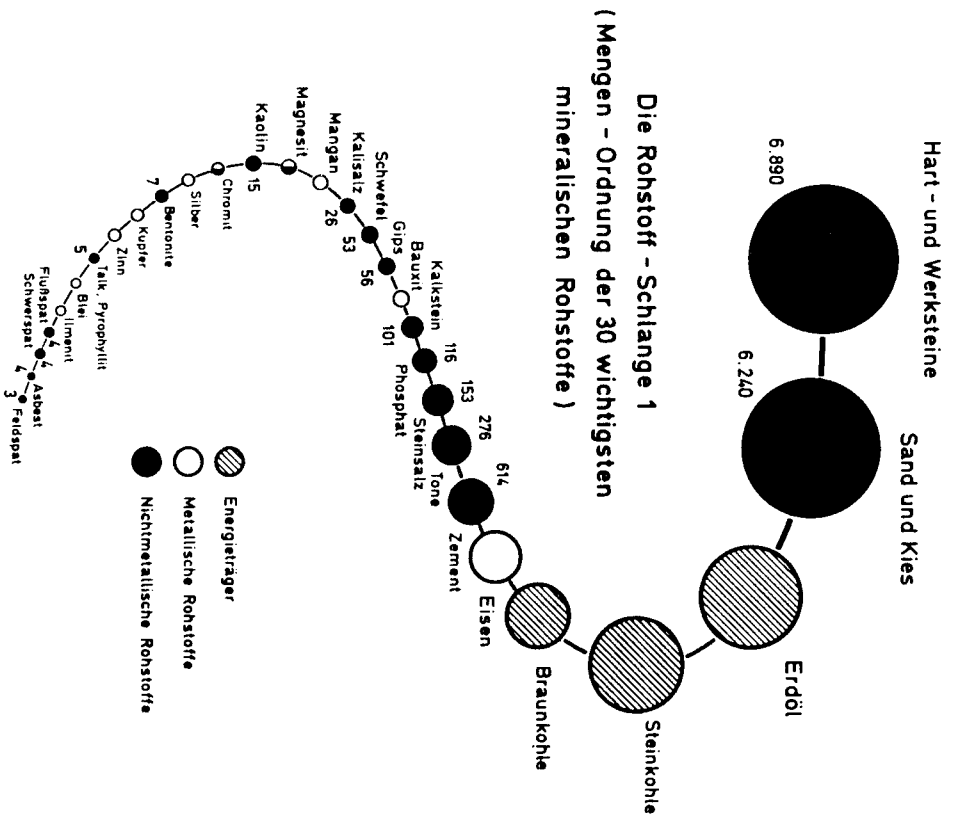 Die Rohstoff - Schlange 1
( Mengen - Ordnung der 30 wichtigsten
mineralischen Rohstoffe )
Hart - und Werksteine
6.890
Sand und Kies
6.240
Erdöl
Steinkohle
Braunkohle
Eisen
Zement
614
Tone
276
Steinsalz
153
Phosphat
116
Kalkstein
101
Bauxit
Gips
56
Schwefel
53
Kalisalz
26
Mangan
Magnesit
Kaolin
15
Chromit
Silber
Bentonite
7
Kupfer
Zinn
Talk, Pyrophyllit
5
Blei
Ilmenit
Flußspat
4
Schwerspat
4
Asbest
4
Feldspat
3
Energieträger
Metallische Rohstoffe
Nichtmetallische Rohstoffe